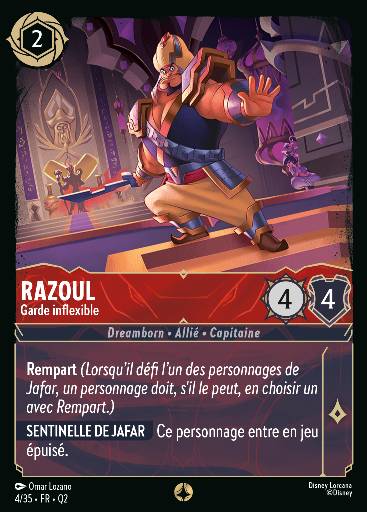 2
RAZOUL
Garde inflexible
4
4
Dreamborn • Allié • Capitaine
Rempart (Lorsqu'il défi l'un des personnages de
Jafar, un personnage doit, s'il le peut, en choisir un
avec Rempart.)
SENTINELLE DE JAFAR Ce personnage entre en jeu
épuisé.
Omar Lozano
4/35 • FR • Q2
Disney Lorcana
©Disney